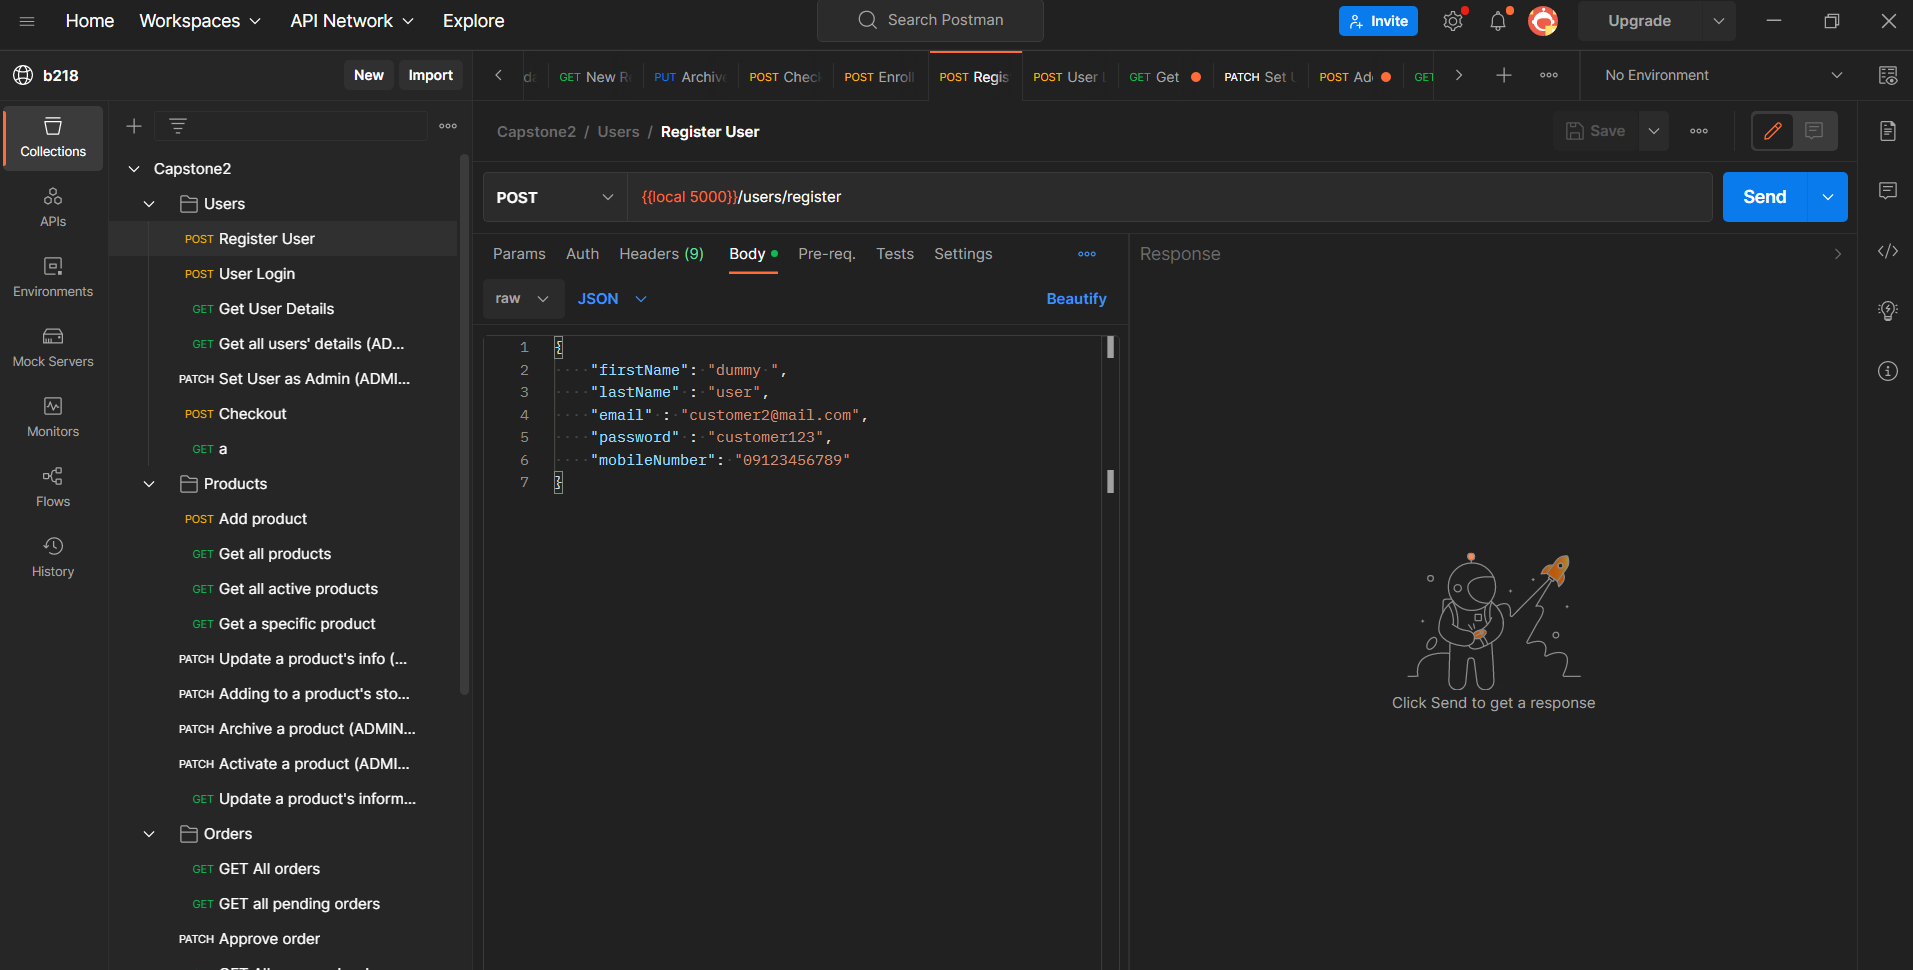 Home Workspaces API Network Explore Search Postman Invite Upgrade
b218 New Import
GET New R PUT Archiv POST Chec POST Enroll POST Regis POST User L GET Get PATCH Set U POST Ad GET No Environment
Collections
APIs
Environments
Mock Servers
Monitors
Flows
History
Capstone2
Users
POST Register User
POST User Login
GET Get User Details
GET Get all users' details (AD...
PATCH Set User as Admin (ADMI...
POST Checkout
GET a
Products
POST Add product
GET Get all products
GET Get all active products
GET Get a specific product
PATCH Update a product's info (...
PATCH Adding to a product's sto...
PATCH Archive a product (ADMIN...
PATCH Activate a product (ADMI...
GET Update a product's inform...
Orders
GET GET All orders
GET GET all pending orders
PATCH Approve order
Capstone2 / Users / Register User Save
POST {{local 5000}}/users/register Send
Params Auth Headers (9) Body Pre-req. Tests Settings
raw JSON Beautify
1 {
2 "firstName": "dummy ",
3 "lastName" : "user",
4 "email" : "customer2@mail.com",
5 "password" : "customer123",
6 "mobileNumber": "09123456789"
7 }
Response
Click Send to get a response